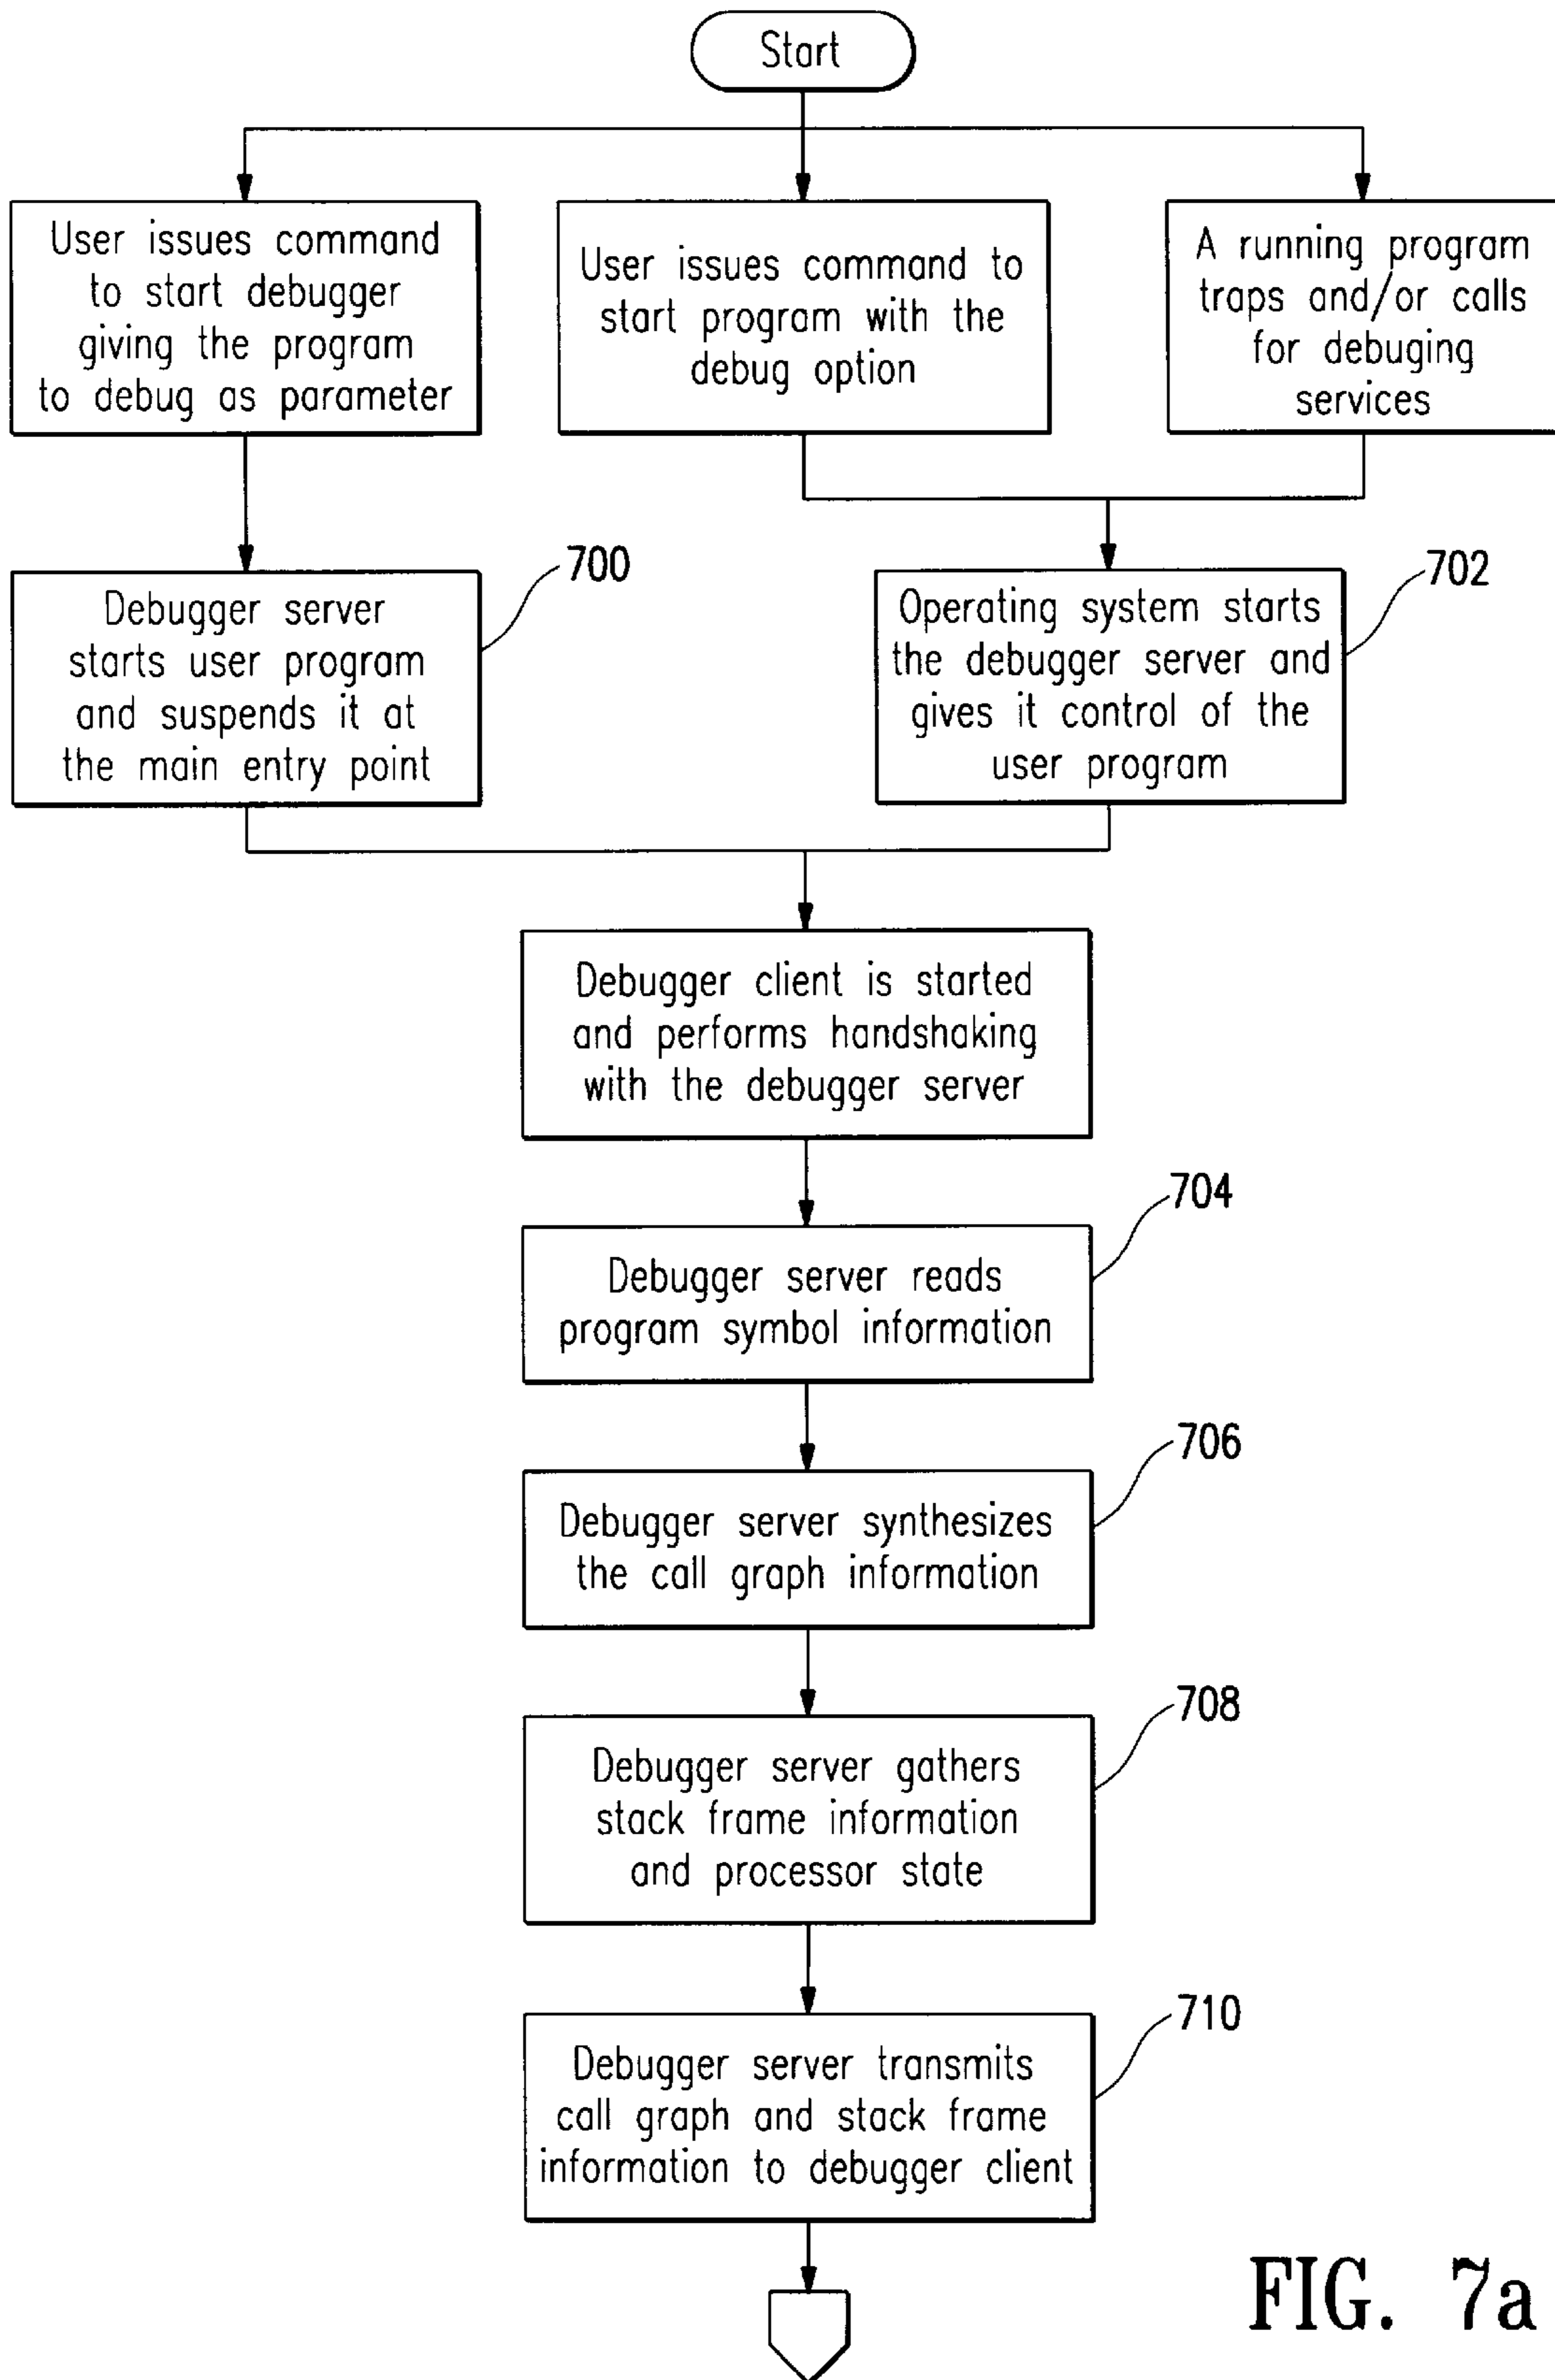 Start
User issues command
to start debugger
giving the program
to debug as parameter
User issues command to
start program with the
debug option
A running program
traps and/or calls
for debuging
services
700
Debugger server
starts user program
and suspends it at
the main entry point
702
Operating system starts
the debugger server and
gives it control of the
user program
Debugger client is started
and performs handshaking
with the debugger server
704
Debugger server reads
program symbol information
706
Debugger server synthesizes
the call graph information
708
Debugger server gathers
stack frame information
and processor state
710
Debugger server transmits
call graph and stack frame
information to debugger client
FIG. 7a